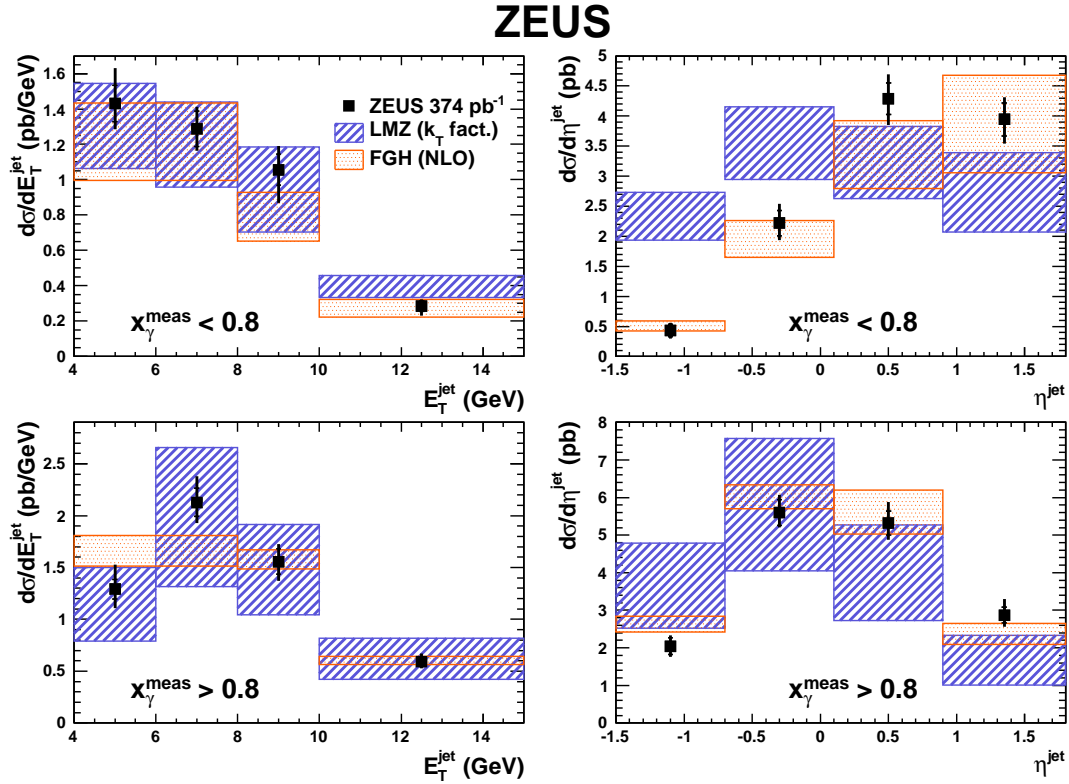 ZEUS
dσ/dE_T^jet (pb/GeV)
1.6
1.4
1.2
1
0.8
0.6
0.4
0.2
0
ZEUS 374 pb⁻¹
LMZ (k_T fact.)
FGH (NLO)
x_γ^meas < 0.8
4 6 8 10 12 14
E_T^jet (GeV)
dσ/dη^jet (pb)
5
4.5
4
3.5
3
2.5
2
1.5
1
0.5
0
x_γ^meas < 0.8
-1.5 -1 -0.5 0 0.5 1 1.5
η^jet
dσ/dE_T^jet (pb/GeV)
2.5
2
1.5
1
0.5
0
x_γ^meas > 0.8
4 6 8 10 12 14
E_T^jet (GeV)
dσ/dη^jet (pb)
8
7
6
5
4
3
2
1
0
x_γ^meas > 0.8
-1.5 -1 -0.5 0 0.5 1 1.5
η^jet